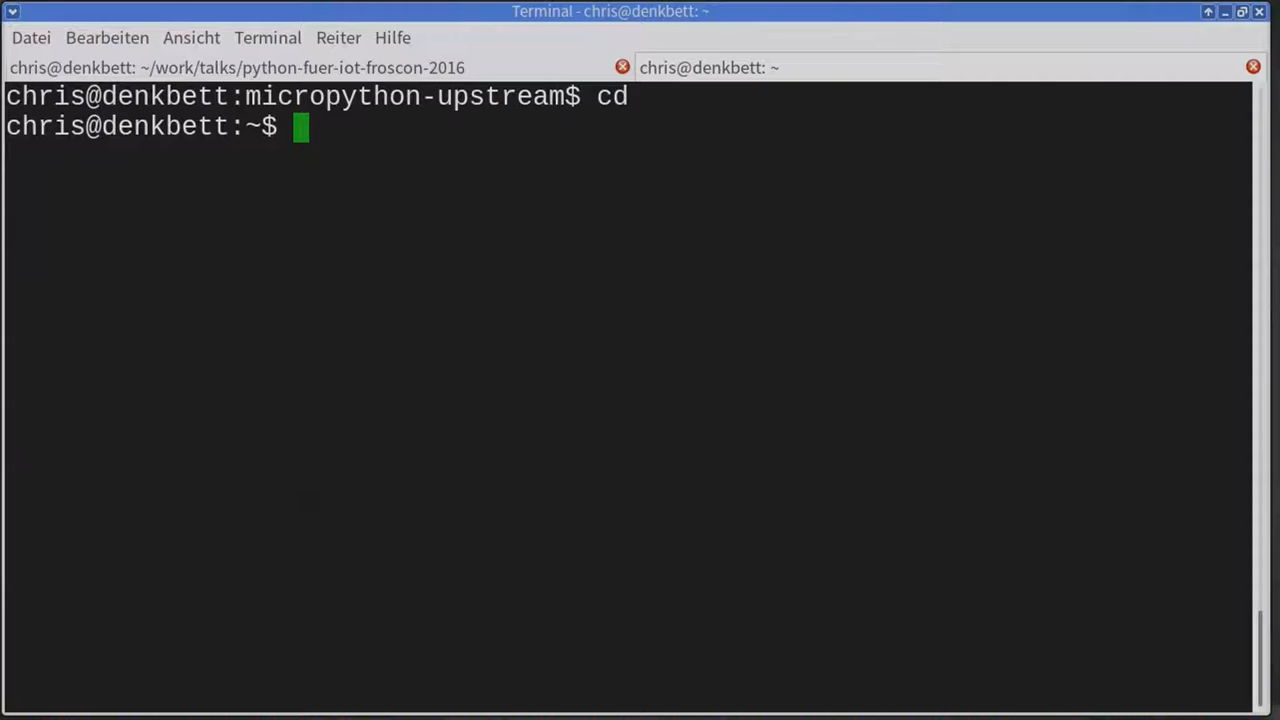 Terminal - chris@denkbett: ~
Datei Bearbeiten Ansicht Terminal Reiter Hilfe
chris@denkbett: ~/work/talks/python-fuer-iot-froscon-2016 chris@denkbett: ~
chris@denkbett:micropython-upstream$ cd
chris@denkbett:~$